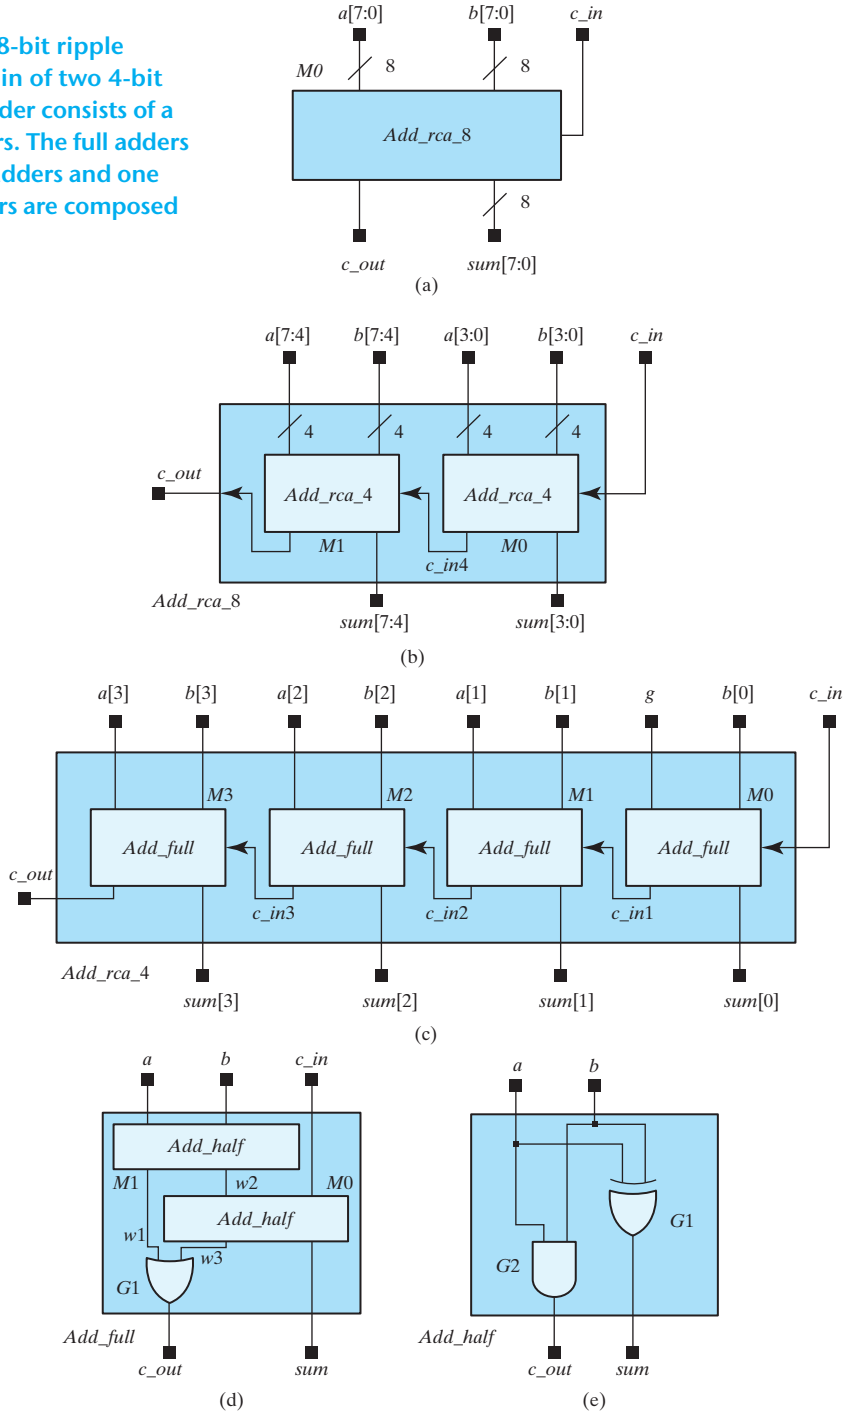 8-bit ripple
in of two 4-bit
der consists of a
rs. The full adders
dders and one
rs are composed
a[7:0] b[7:0] c_in
M0 8 8
Add_rca_8
8
c_out sum[7:0]
(a)
a[7:4] b[7:4] a[3:0] b[3:0] c_in
4 4 4 4
c_out
Add_rca_4 Add_rca_4
M1 M0
c_in4
Add_rca_8
sum[7:4] sum[3:0]
(b)
a[3] b[3] a[2] b[2] a[1] b[1] g b[0] c_in
M3 M2 M1 M0
Add_full Add_full Add_full Add_full
c_out
c_in3 c_in2 c_in1
Add_rca_4
sum[3] sum[2] sum[1] sum[0]
(c)
a b c_in
Add_half
M1 w2 M0
Add_half
w1
w3
G1
Add_full
c_out sum
(d)
a b
G1
G2
Add_half
c_out sum
(e)